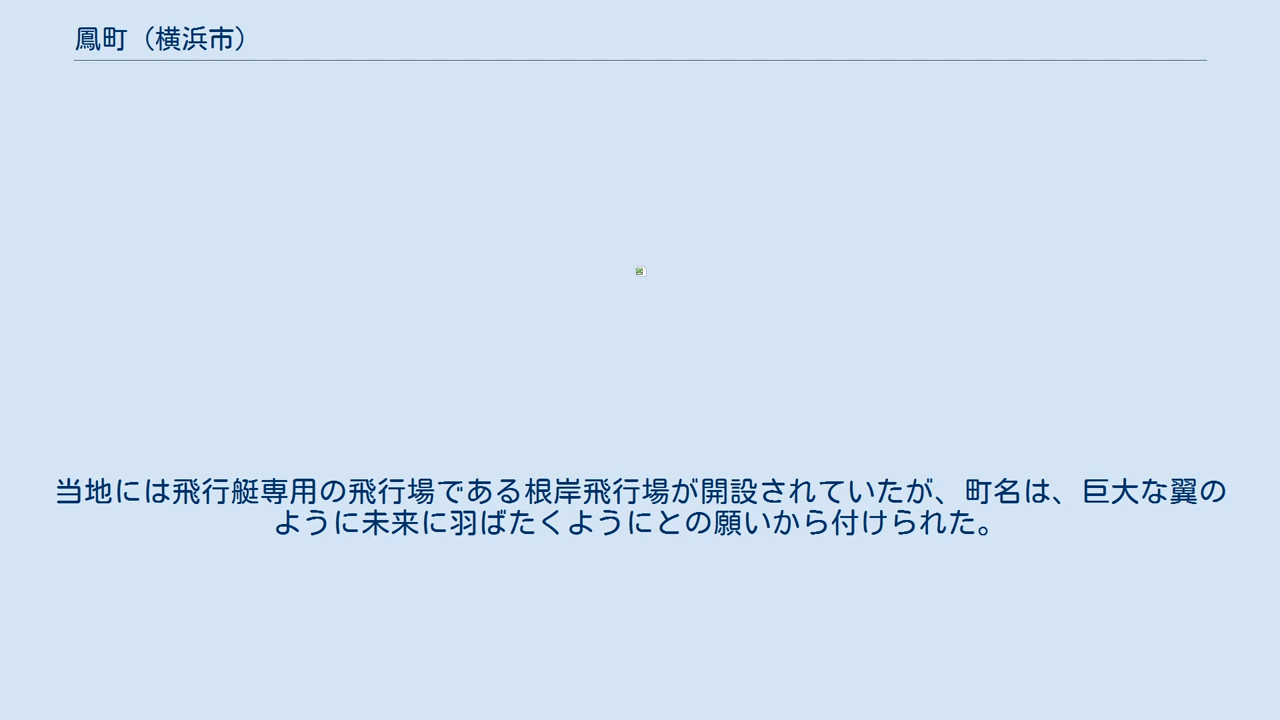 鳳町（横浜市）
当地には飛行艇専用の飛行場である根岸飛行場が開設されていたが、町名は、巨大な翼の
ように未来に羽ばたくようにとの願いから付けられた。